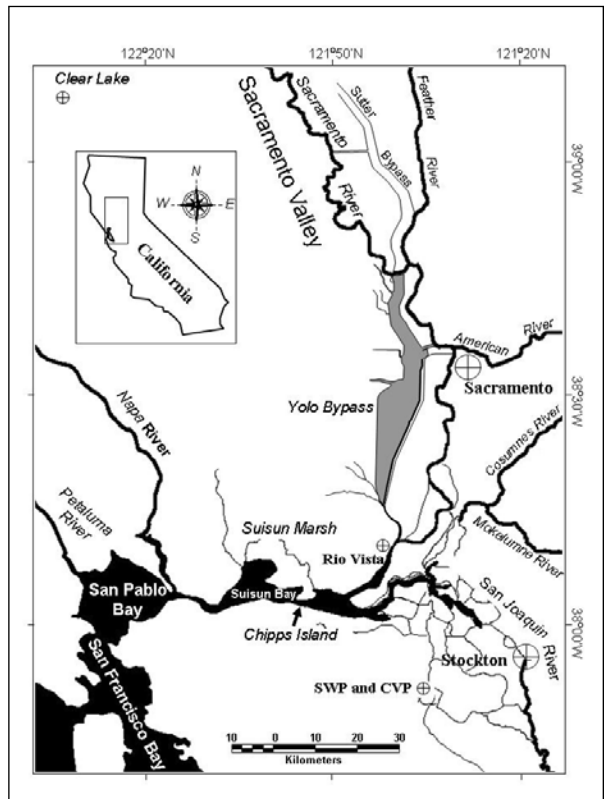 122°20'W
121°50'W
121°20'W
Clear Lake
Sacramento
River
Sutter
Bypass
Feather
River
Sacramento Valley
39°00'W
N
W
E
S
California
American
River
Sacramento
38°30'W
Yolo Bypass
Napa River
Petaluma
River
Cosumnes River
Mokelumne River
Suisun Marsh
Rio Vista
San Pablo
Bay
Suisun Bay
Chipps Island
San Joaquin
River
38°00'W
Stockton
San Francisco Bay
SWP and CVP
10 0 10 20 30
Kilometers